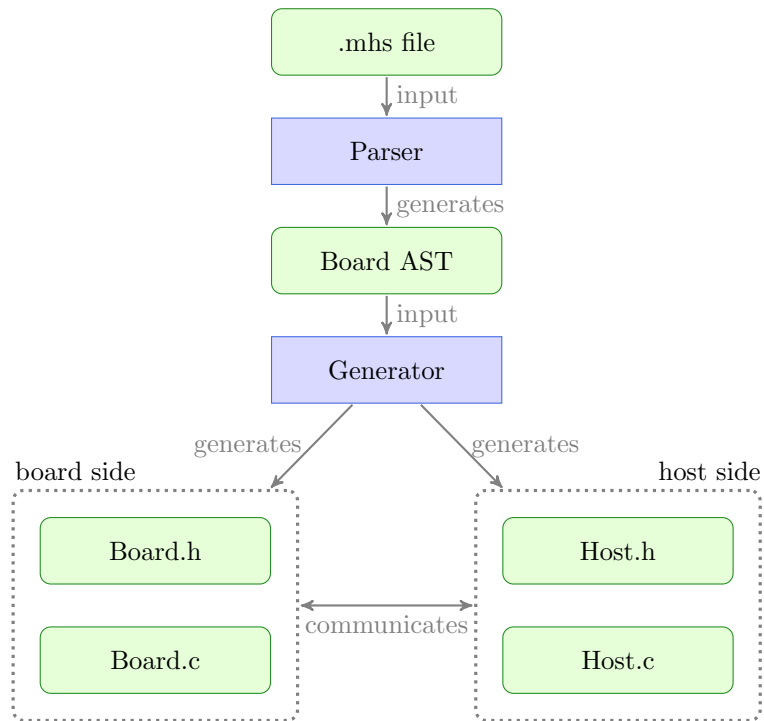 .mhs file
input
Parser
generates
Board AST
input
Generator
generates
generates
board side
host side
Board.h
Host.h
communicates
Board.c
Host.c